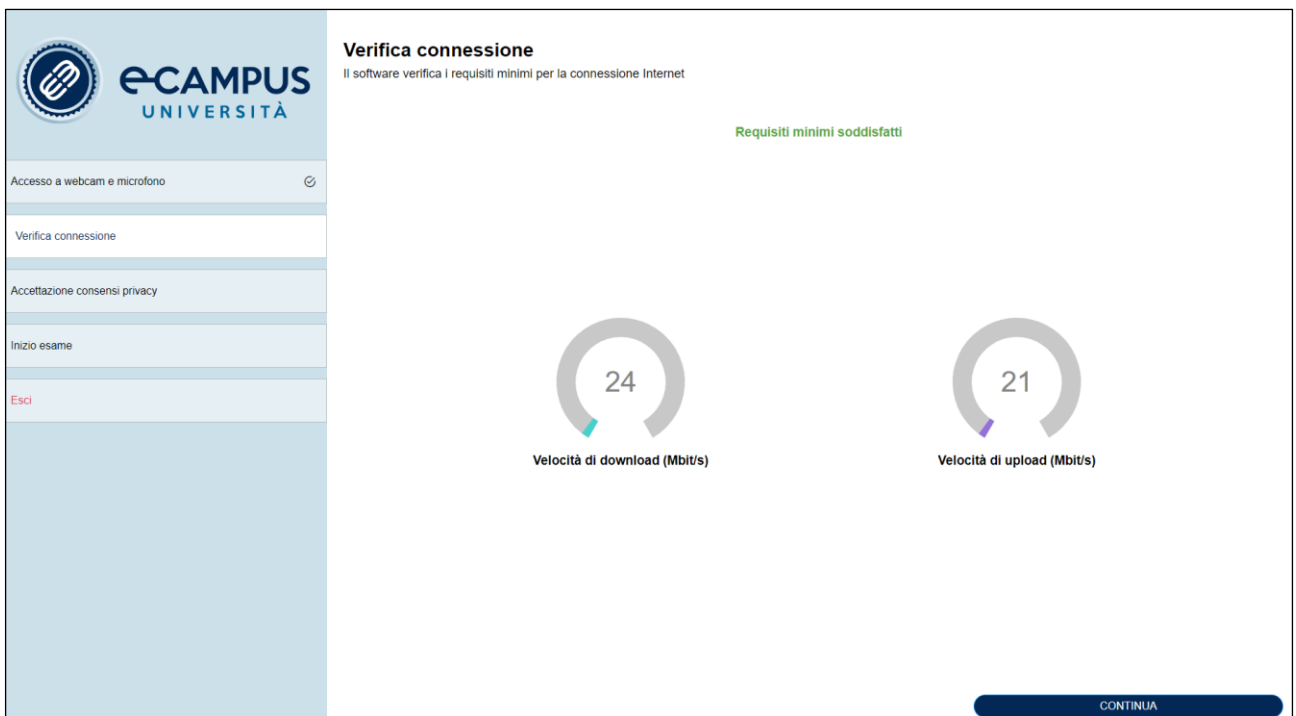 e-CAMPUS
UNIVERSITÀ
Accesso a webcam e microfono
Verifica connessione
Accettazione consensi privacy
Inizio esame
Esci
Verifica connessione
Il software verifica i requisiti minimi per la connessione Internet
Requisiti minimi soddisfatti
24
Velocità di download (Mbit/s)
21
Velocità di upload (Mbit/s)
CONTINUA